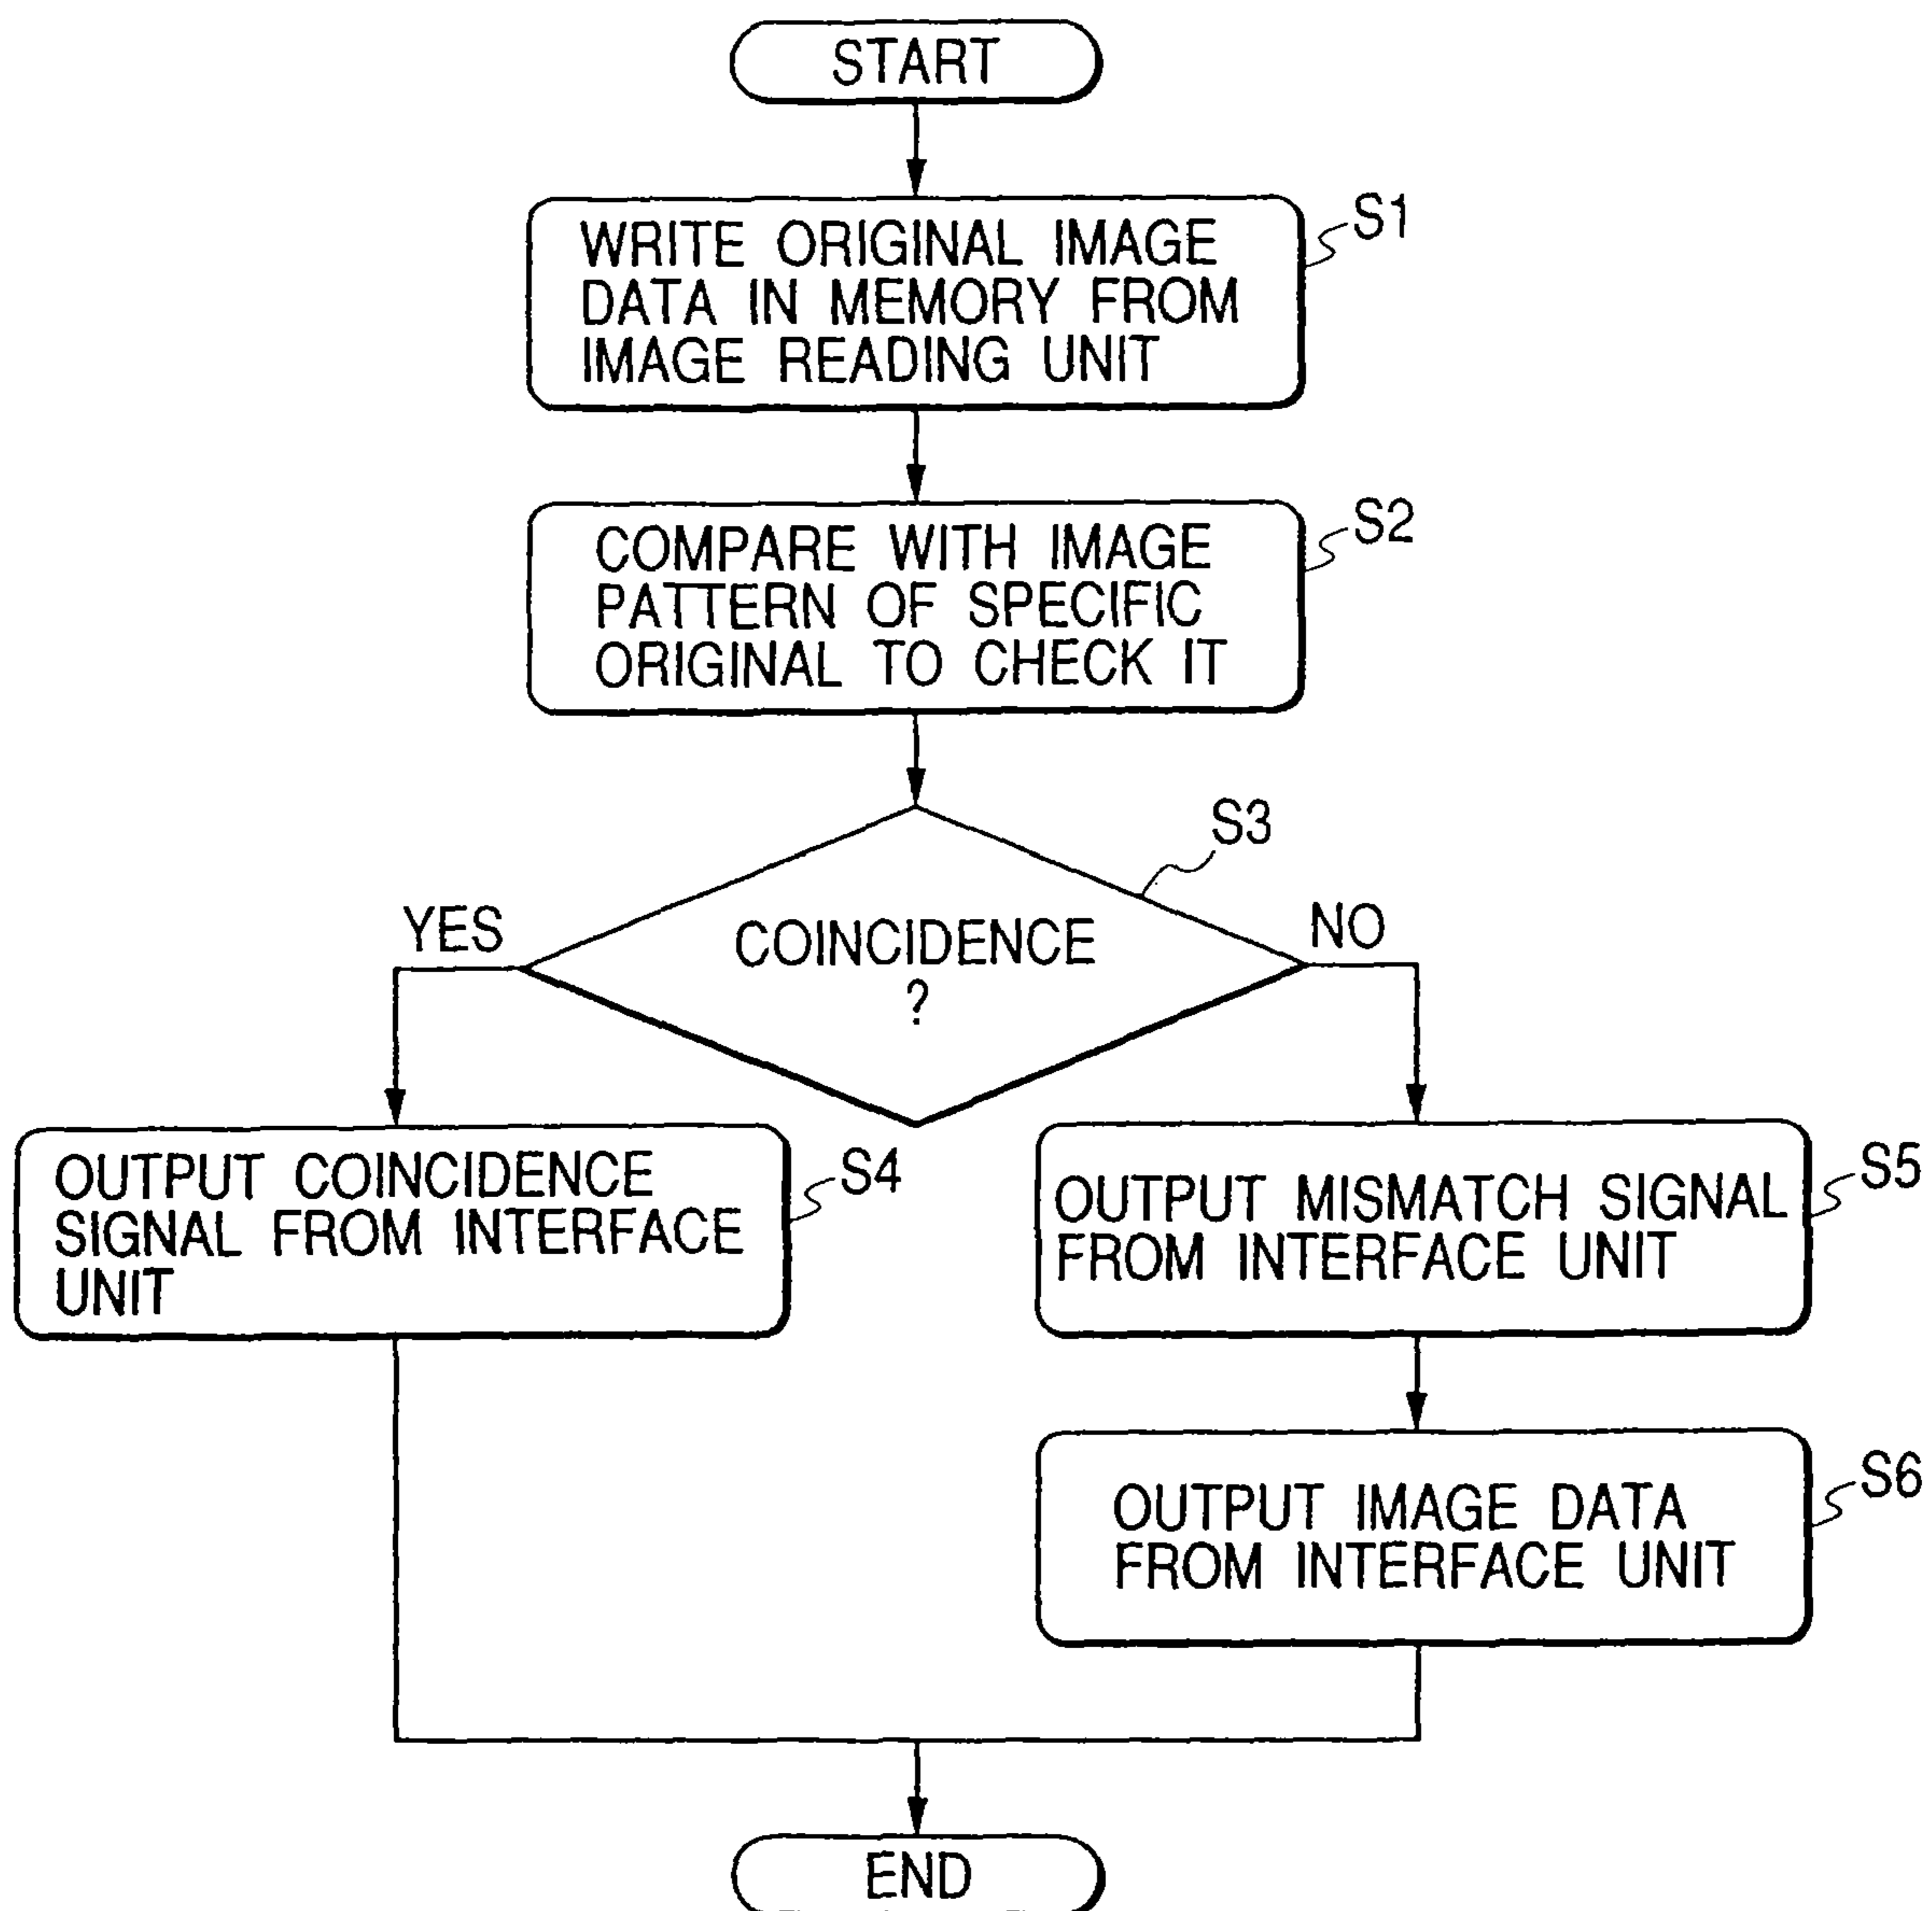 START
S1
WRITE ORIGINAL IMAGE
DATA IN MEMORY FROM
IMAGE READING UNIT
S2
COMPARE WITH IMAGE
PATTERN OF SPECIFIC
ORIGINAL TO CHECK IT
S3
YES
COINCIDENCE
?
NO
OUTPUT COINCIDENCE
SIGNAL FROM INTERFACE
UNIT
S4
OUTPUT MISMATCH SIGNAL
FROM INTERFACE UNIT
S5
OUTPUT IMAGE DATA
FROM INTERFACE UNIT
S6
END